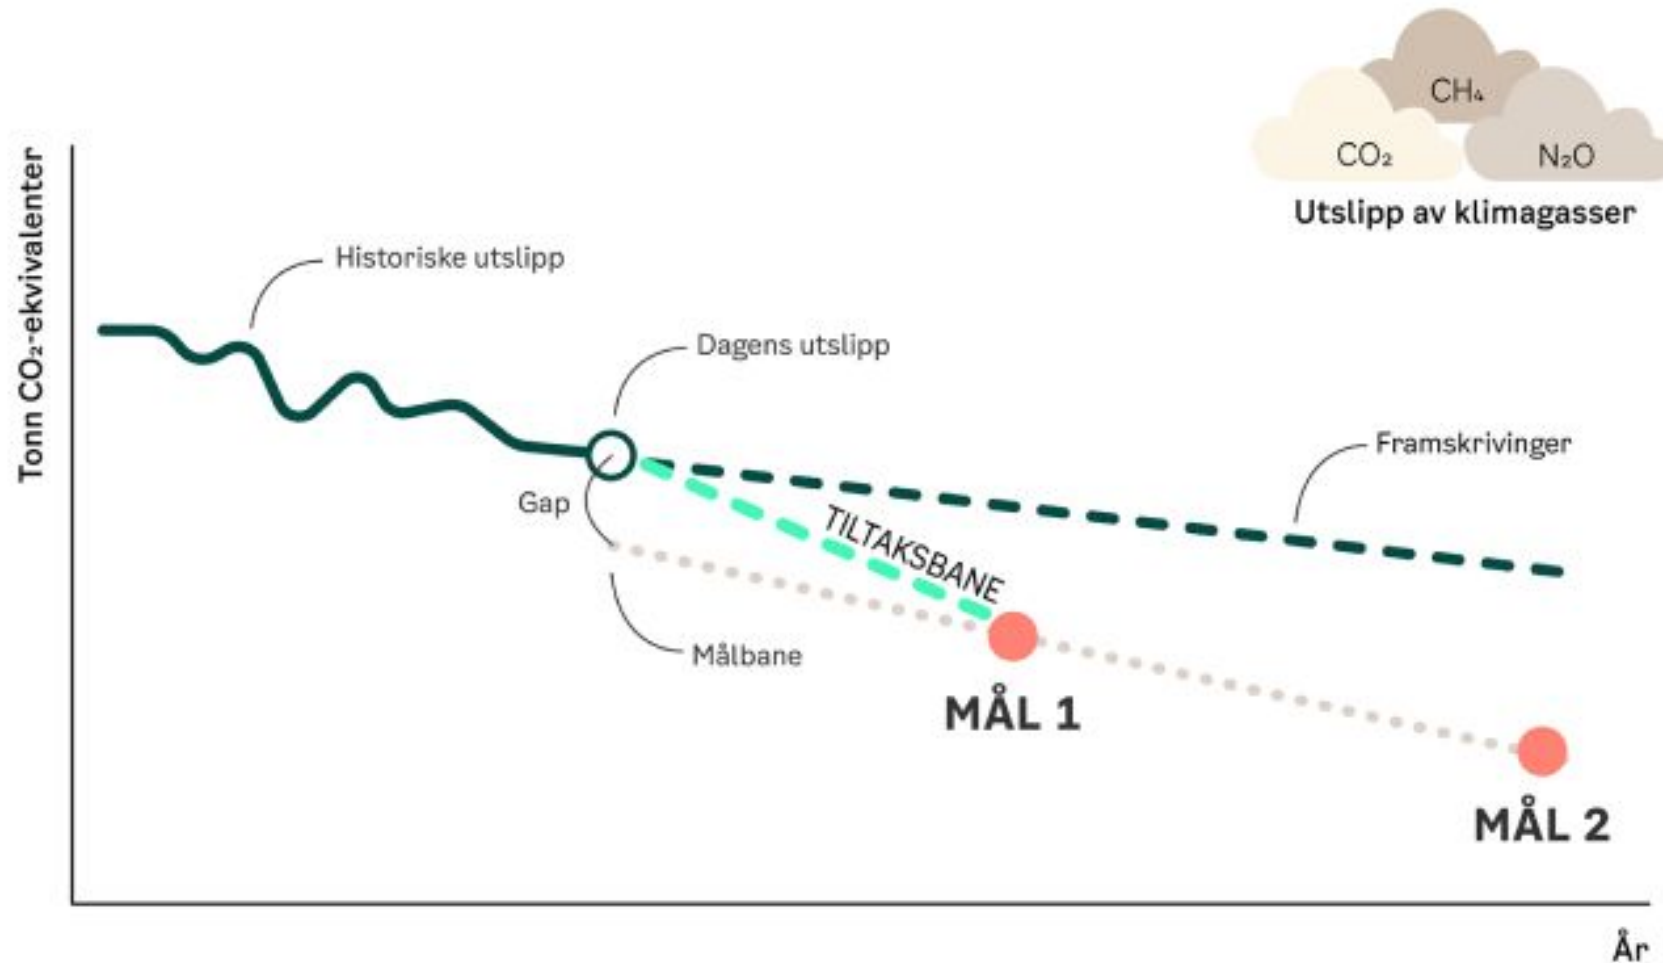 CH₄
CO₂
N₂O
Utslipp av klimagasser
Tonn CO₂-ekvivalenter
Historiske utslipp
Dagens utslipp
Framskrivinger
Gap
TILTAKSBANE
Målbane
MÅL 1
MÅL 2
År